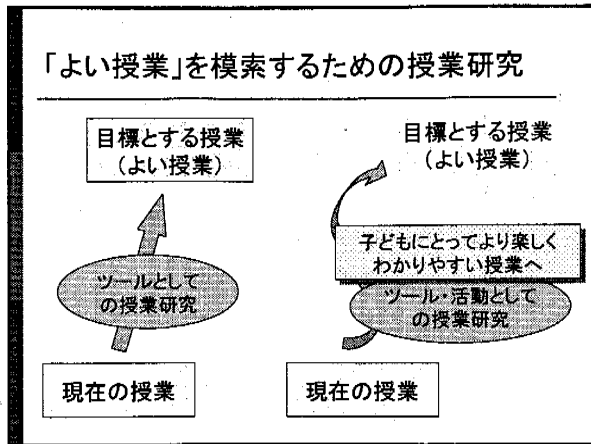 「よい授業」を模索するための授業研究
目標とする授業
(よい授業)
ツールとして
の授業研究
現在の授業
目標とする授業
(よい授業)
子どもにとってより楽しく
わかりやすい授業へ
ツール・活動として
の授業研究
現在の授業